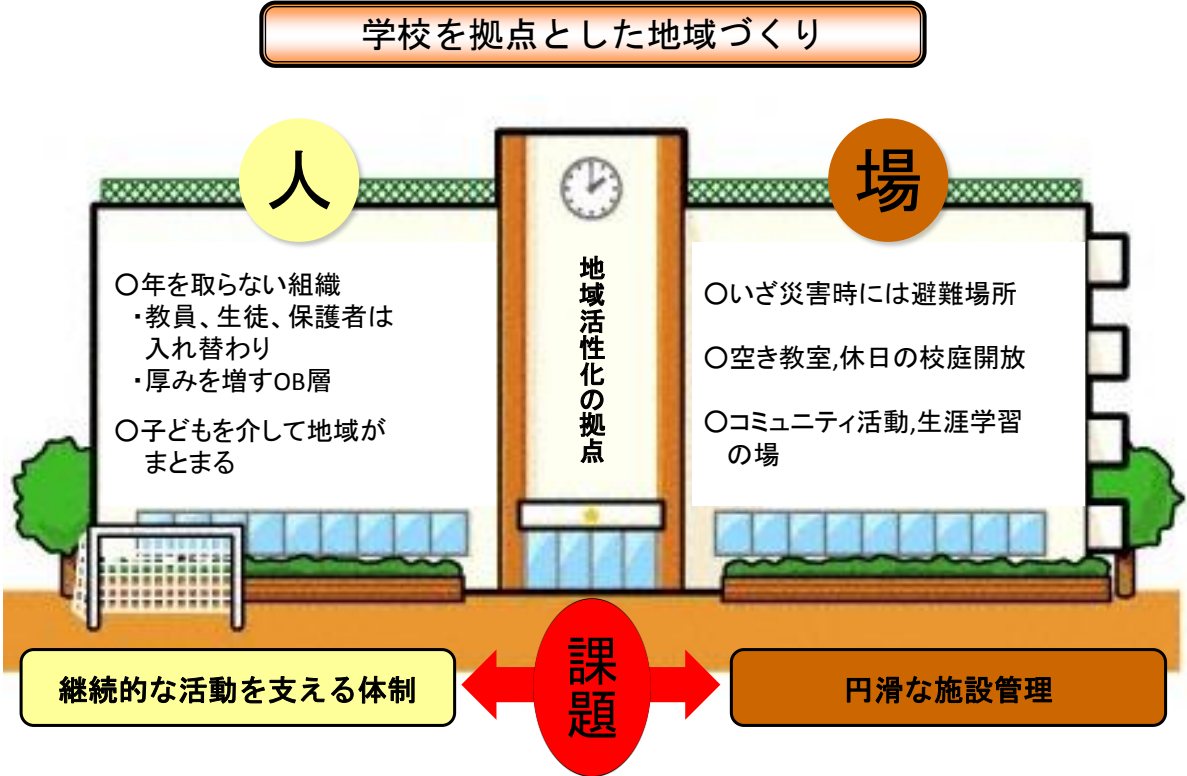 学校を拠点とした地域づくり
人
〇年を取らない組織
・教員、生徒、保護者は
入れ替わり
・厚みを増すOB層
〇子どもを介して地域が
まとまる
地域活性化の拠点
場
〇いざ災害時には避難場所
〇空き教室,休日の校庭開放
〇コミュニティ活動,生涯学習
の場
課題
継続的な活動を支える体制
円滑な施設管理